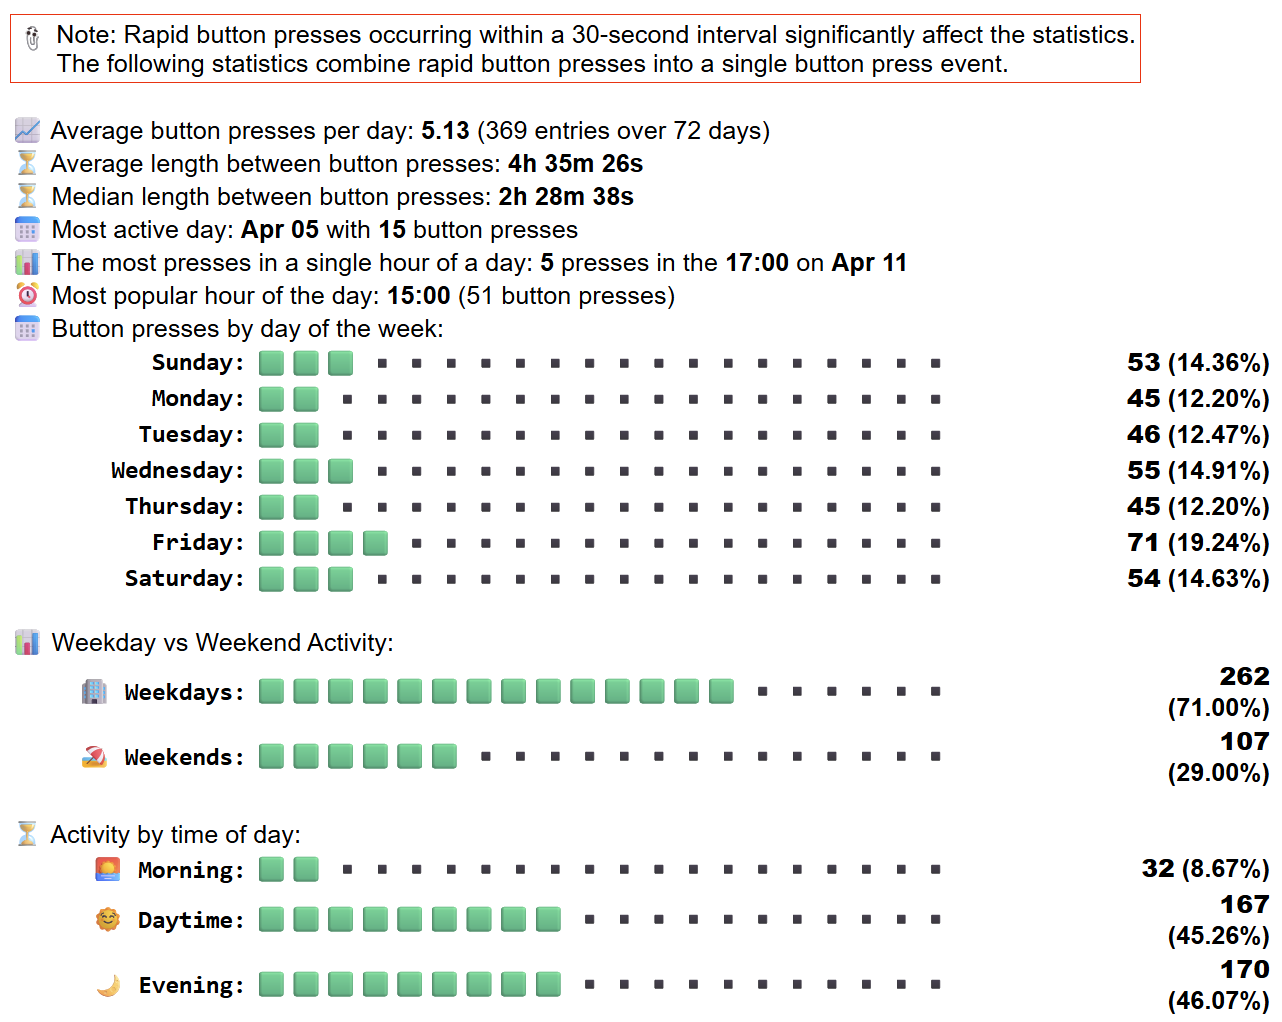 Note: Rapid button presses occurring within a 30-second interval significantly affect the statistics.
The following statistics combine rapid button presses into a single button press event.
Average button presses per day: 5.13 (369 entries over 72 days)
Average length between button presses: 4h 35m 26s
Median length between button presses: 2h 28m 38s
Most active day: Apr 05 with 15 button presses
The most presses in a single hour of a day: 5 presses in the 17:00 on Apr 11
Most popular hour of the day: 15:00 (51 button presses)
Button presses by day of the week:
Sunday: 53 (14.36%)
Monday: 45 (12.20%)
Tuesday: 46 (12.47%)
Wednesday: 55 (14.91%)
Thursday: 45 (12.20%)
Friday: 71 (19.24%)
Saturday: 54 (14.63%)
Weekday vs Weekend Activity:
Weekdays: 262
(71.00%)
Weekends: 107
(29.00%)
Activity by time of day:
Morning: 32 (8.67%)
Daytime: 167
(45.26%)
Evening: 170
(46.07%)